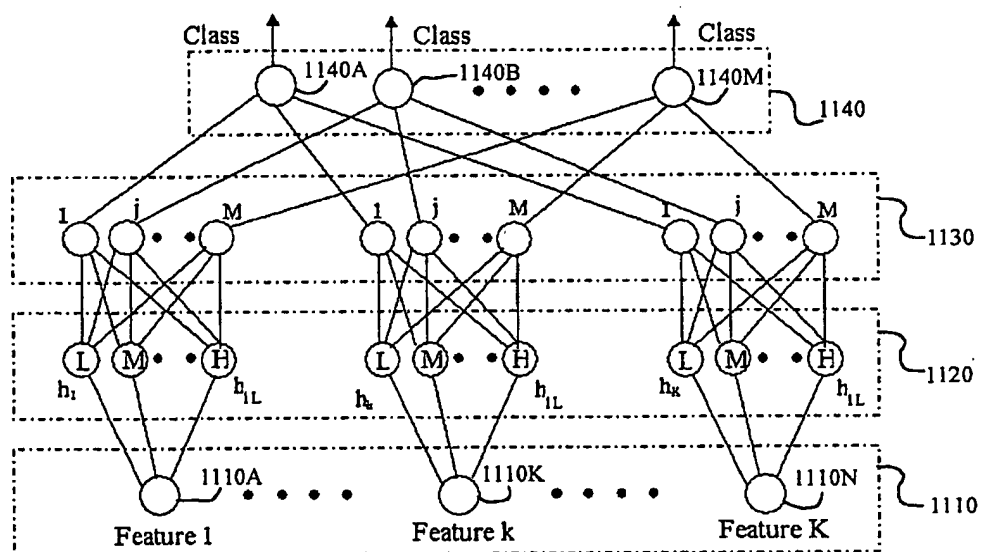 Class Class Class
1140A 1140B 1140M
1140
1 j M 1 j M 1 j M
1130
L M H L M H L M H
h1 h1L hk h1L hK h1L
1120
1110A 1110K 1110N
1110
Feature 1 Feature k Feature K